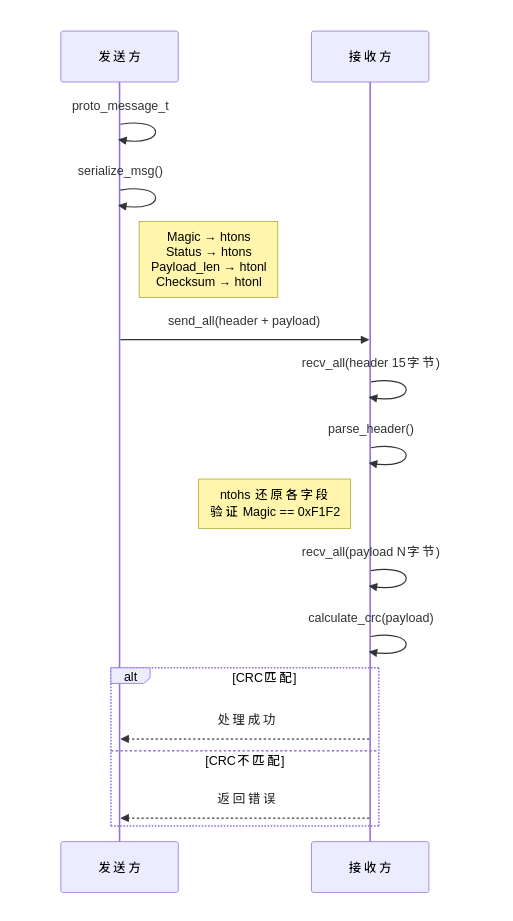 发送方
接收方
proto_message_t
serialize_msg()
Magic → htons
Status → htons
Payload_len → htonl
Checksum → htonl
send_all(header + payload)
recv_all(header 15字节)
parse_header()
ntohs 还原各字段
验证 Magic == 0xF1F2
recv_all(payload N字节)
calculate_crc(payload)
alt
[CRC匹配]
处理成功
[CRC不匹配]
返回错误
发送方
接收方